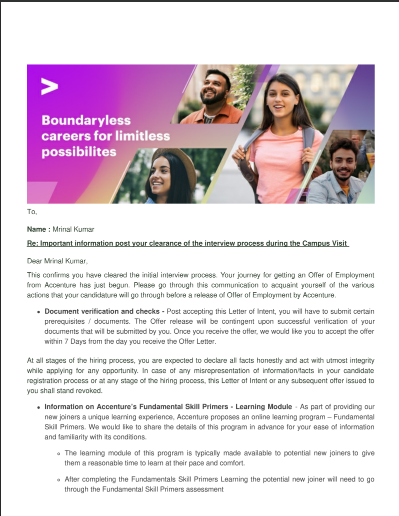 Boundaryless
careers for limitless
possibilites
To,
Name : Mrinal Kumar
Re: Important information post your clearance of the interview process during the Campus Visit
Dear Mrinal Kumar,
This confirms you have cleared the initial interview process. Your journey for getting an Offer of Employment
from Accenture has just begun. Please go through this communication to acquaint yourself of the various
actions that your candidature will go through before a release of Offer of Employment by Accenture.
• Document verification and checks - Post accepting this Letter of Intent, you will have to submit certain
prerequisites / documents. The Offer release will be contingent upon successful verification of your
documents that will be submitted by you. Once you receive the offer, we would like you to accept the offer
within 7 Days from the day you receive the Offer Letter.
At all stages of the hiring process, you are expected to declare all facts honestly and act with utmost integrity
while applying for any opportunity. In case of any misrepresentation of information/facts in your candidate
registration process or at any stage of the hiring process, this Letter of Intent or any subsequent offer issued to
you shall stand revoked.
• Information on Accenture's Fundamental Skill Primers - Learning Module - As part of providing our
new joiners a unique learning experience, Accenture proposes an online learning program – Fundamental
Skill Primers. We would like to share the details of this program in advance for your ease of information
and familiarity with its conditions.
◦ The learning module of this program is typically made available to potential new joiners to give
them a reasonable time to learn at their pace and comfort.
◦ After completing the Fundamentals Skill Primers Learning the potential new joiner will need to go
through the Fundamental Skill Primers assessment